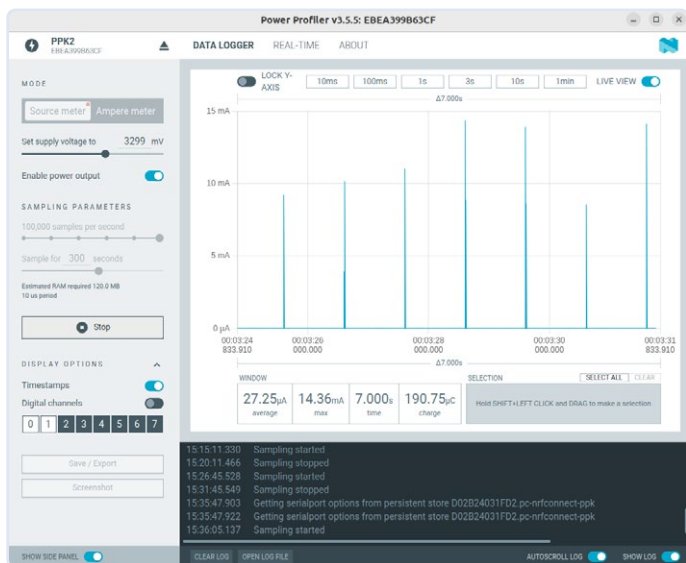 Power Profiler v3.5.5: EBEA399B63CF
PPK2
EBEA399B63CF
DATA LOGGER REAL-TIME ABOUT
MODE
Source meter Ampere meter
Set supply voltage to 3299 mV
Enable power output
SAMPLING PARAMETERS
100,000 samples per second
Sample for 300 seconds
Estimated RAM required 120.0 MB
10 us period
Stop
DISPLAY OPTIONS
Timestamps
Digital channels
0 1 2 3 4 5 6 7
Save / Export
Screenshot
SHOW SIDE PANEL
LOCK Y-
AXIS
10ms 100ms 1s 3s 10s 1min
LIVE VIEW
Δ7.000s
15 mA
10 mA
5 mA
0 µA
00:03:24 00:03:26 00:03:28 00:03:30 00:03:31
833.910 000.000 000.000 000.000 833.910
Δ7.000s
WINDOW
27.25µA 14.36mA 7.000s 190.75µC
average max time charge
SELECTION SELECT ALL CLEAR
Hold SHIFT+LEFT CLICK and DRAG to make a selection
15:15:11.330 Sampling started
15:20:11.466 Sampling stopped
15:26:45.528 Sampling started
15:31:45.549 Sampling stopped
15:35:47.903 Getting serialport options from persistent store D02B24031FD2.pc-nrfconnect-ppk
15:35:47.922 Getting serialport options from persistent store D02B24031FD2.pc-nrfconnect-ppk
15:36:05.137 Sampling started
CLEAR LOG OPEN LOG FILE AUTOSCROLL LOG SHOW LOG